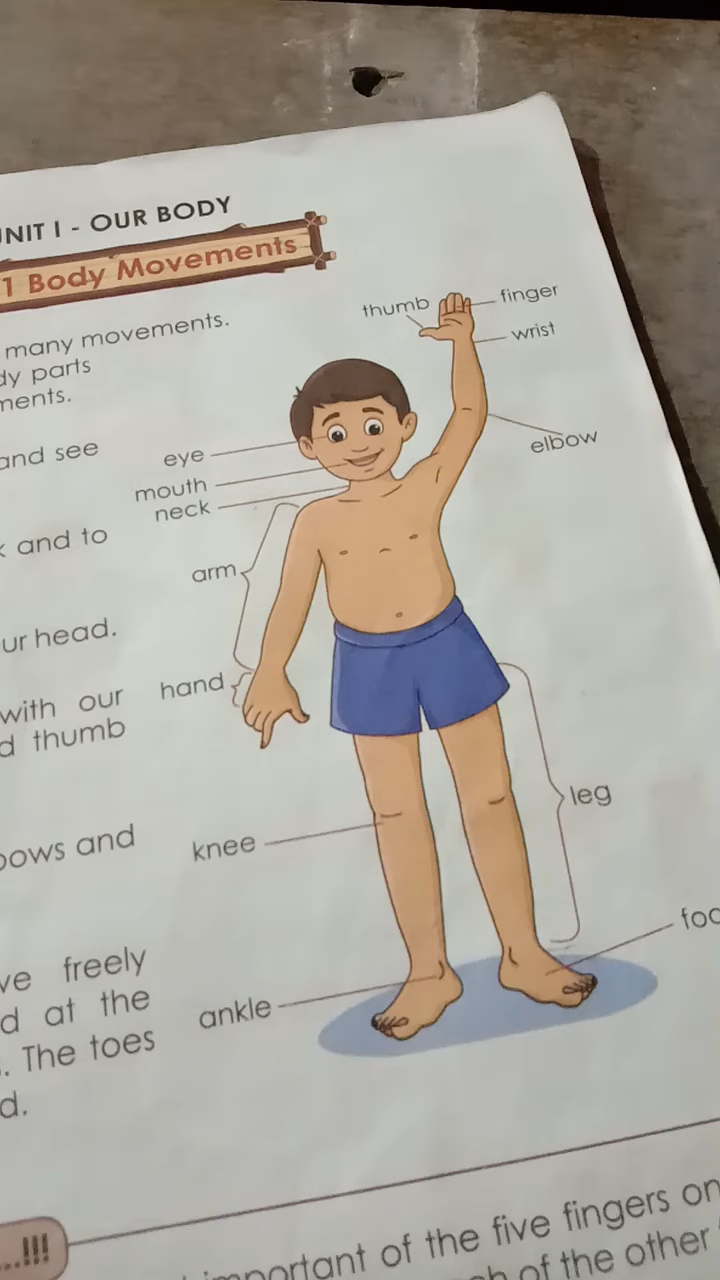 UNIT I - OUR BODY
1 Body Movements
many movements.
dy parts
ments.
and see
k and to
ur head.
with our
d thumb
bows and
ve freely
d at the
. The toes
d.
thumb
finger
wrist
elbow
eye
mouth
neck
arm
hand
leg
knee
foo
ankle
...!!!
important of the five fingers on
of the other